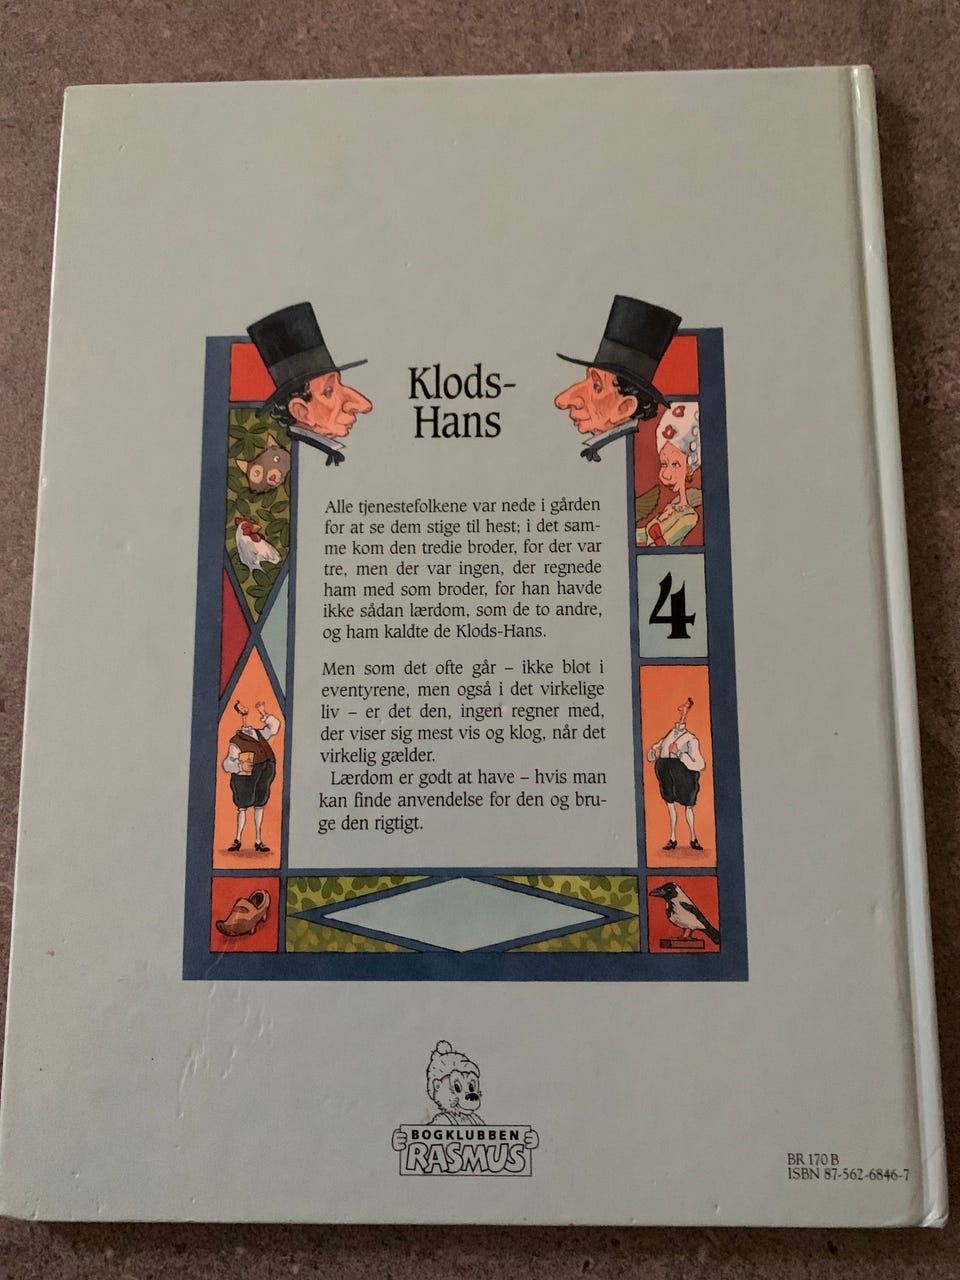 Klods-
Hans
Alle tjenestefolkene var nede i gården
for at se dem stige til hest; i det sam-
me kom den tredie broder, for der var
tre, men der var ingen, der regnede
ham med som broder, for han havde
ikke sådan lærdom, som de to andre,
og ham kaldte de Klods-Hans.
Men som det ofte går – ikke blot i
eventyrene, men også i det virkelige
liv – er det den, ingen regner med,
der viser sig mest vis og klog, når det
virkelig gælder.
Lærdom er godt at have – hvis man
kan finde anvendelse for den og bru-
ge den rigtigt.
4
BOGKLUBBEN
RASMUS
BR 170 B
ISBN 87-562-6846-7